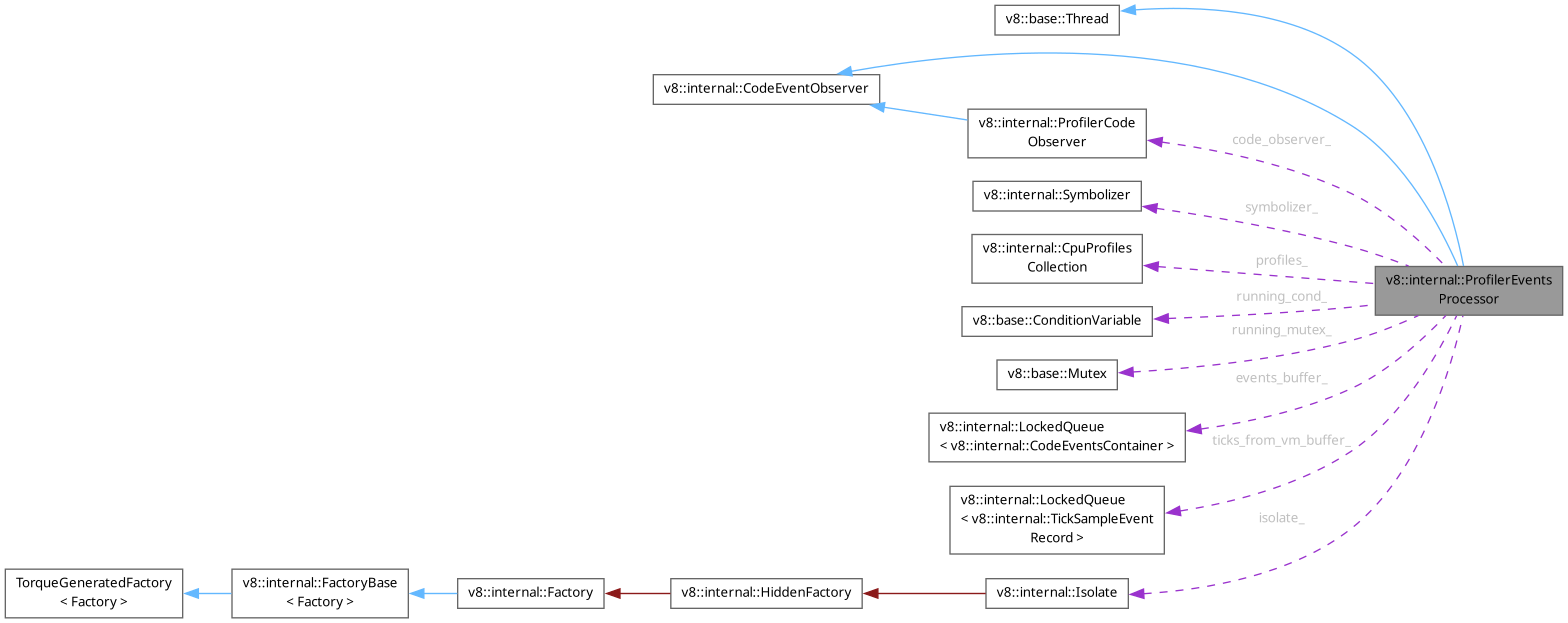 v8::base::Thread
v8::internal::CodeEventObserver
v8::internal::ProfilerCode
Observer
code_observer_
v8::internal::Symbolizer
symbolizer_
v8::internal::CpuProfiles
Collection
profiles_
v8::internal::ProfilerEvents
Processor
running_cond_
v8::base::ConditionVariable
running_mutex_
v8::base::Mutex
events_buffer_
v8::internal::LockedQueue
< v8::internal::CodeEventsContainer >
ticks_from_vm_buffer_
v8::internal::LockedQueue
< v8::internal::TickSampleEvent
Record >
isolate_
TorqueGeneratedFactory
< Factory >
v8::internal::FactoryBase
< Factory >
v8::internal::Factory
v8::internal::HiddenFactory
v8::internal::Isolate